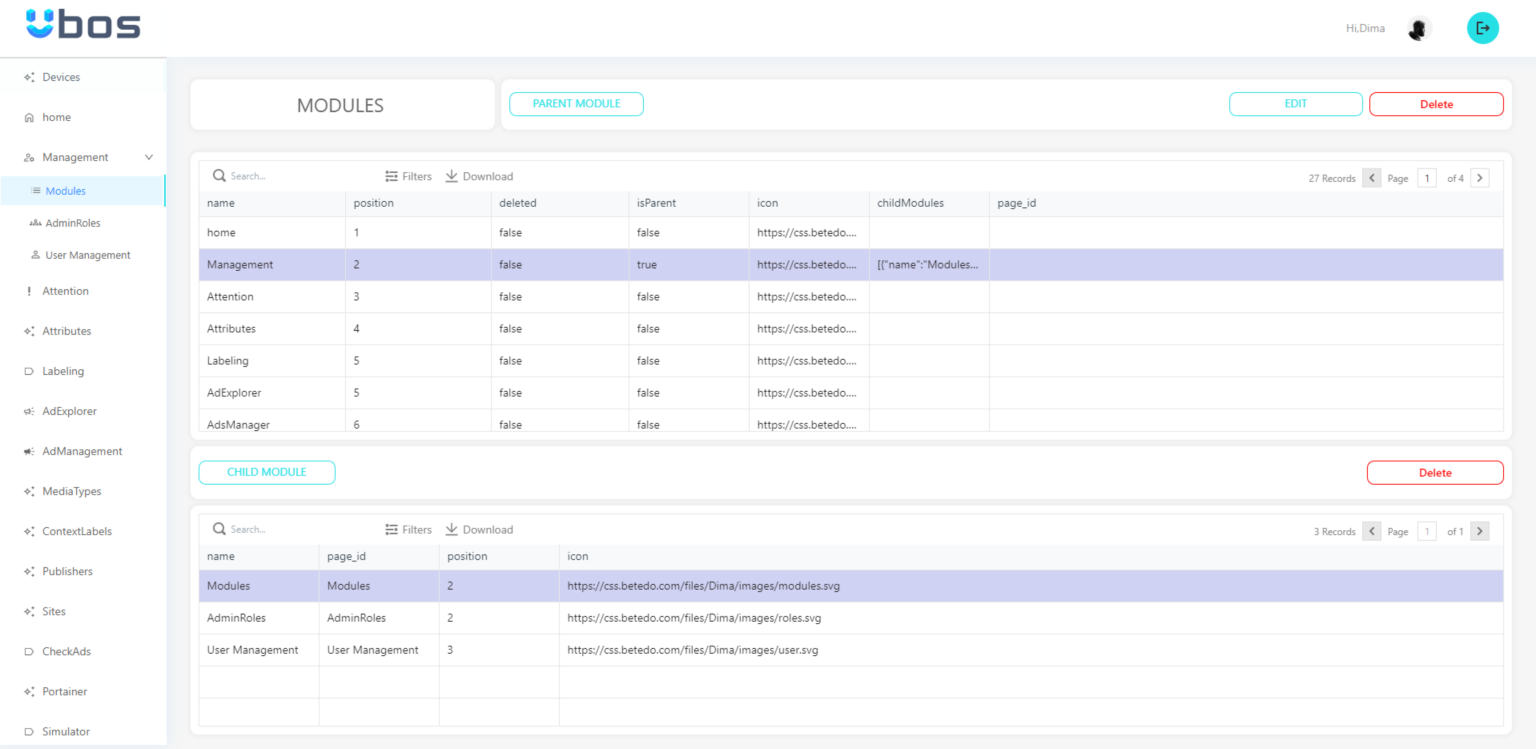 Ubos
Hi,Dima
Devices
home
Management
Modules
AdminRoles
User Management
Attention
Attributes
Labeling
AdExplorer
AdManagement
MediaTypes
ContextLabels
Publishers
Sites
CheckAds
Portainer
Simulator
MODULES
PARENT MODULE EDIT Delete
Search... Filters Download 27 Records Page 1 of 4
name position deleted isParent icon childModules page_id
home 1 false false https://css.betedo....
Management 2 false true https://css.betedo.... [{"name":"Modules...
Attention 3 false false https://css.betedo....
Attributes 4 false false https://css.betedo....
Labeling 5 false false https://css.betedo....
AdExplorer 5 false false https://css.betedo....
AdsManager 6 false false https://css.betedo....
CHILD MODULE Delete
Search... Filters Download 3 Records Page 1 of 1
name page_id position icon
Modules Modules 2 https://css.betedo.com/files/Dima/images/modules.svg
AdminRoles AdminRoles 2 https://css.betedo.com/files/Dima/images/roles.svg
User Management User Management 3 https://css.betedo.com/files/Dima/images/user.svg